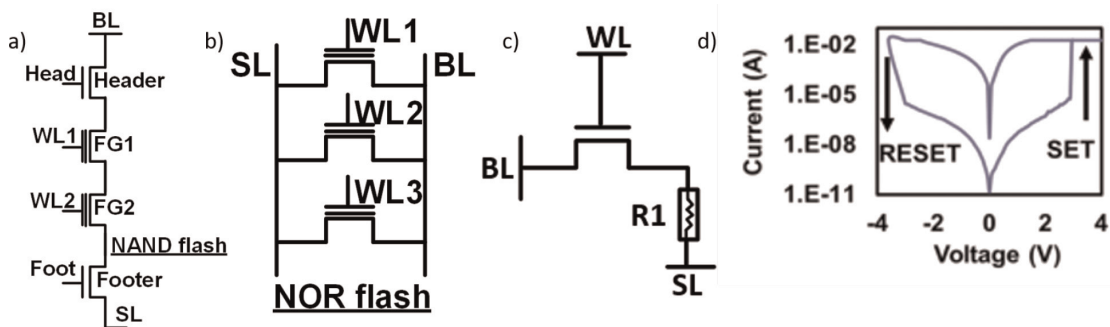 a)
BL
Head Header
WL1 FG1
WL2 FG2
NAND flash
Foot Footer
SL
b)
WL1
SL BL
WL2
WL3
NOR flash
c)
WL
BL
R1
SL
d)
Current (A)
1.E-02
1.E-05
1.E-08
1.E-11
RESET SET
-4 -2 0 2 4
Voltage (V)